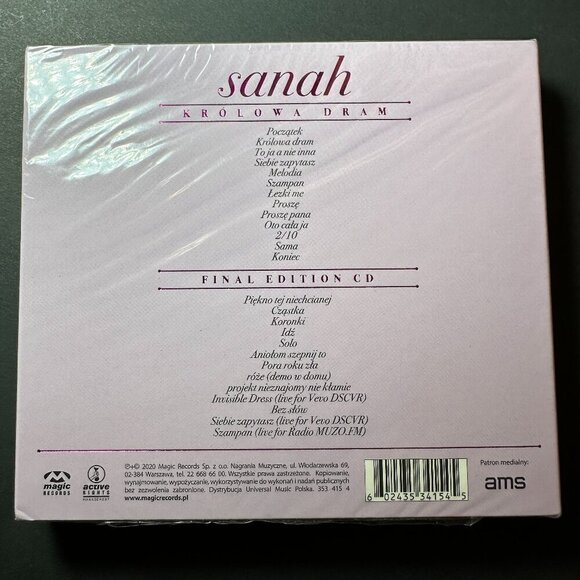 sanah
KRÓLOWA DRAM
Początek
Królowa dram
To ja a nie inna
Siebie zapytasz
Melodia
Szampan
Łezki me
Proszę
Proszę pana
Oto cała ja
2/10
Sama
Koniec
FINAL EDITION CD
Piękno tej niechcianej
Cząstka
Koronki
Idź
Solo
Aniołom szepnij to
Pora roku zła
róże (demo w domu)
projekt nieznajomy nie kłamie
Invisible Dress (live for Vevo DSCVR)
Bez słów
Siebie zapytasz (live for Vevo DSCVR)
Szampan (live for Radio MUZO.FM)
magic
RECORDS
active
RIGHTS
MANAGEMENT
℗+© 2020 Magic Records Sp. z o.o. Nagrania Muzyczne, ul. Włodarzewska 69,
02-384 Warszawa, tel. 22 668 66 00. Wszystkie prawa zastrzeżone. Kopiowanie,
wynajmowanie, wypożyczanie, wykorzystywanie do wykonań i nadań publicznych
bez zezwolenia zabronione. Dystrybucja Universal Music Polska. 353 415 4
www.magicrecords.pl
6 02435 34154 5
Patron medialny:
ams